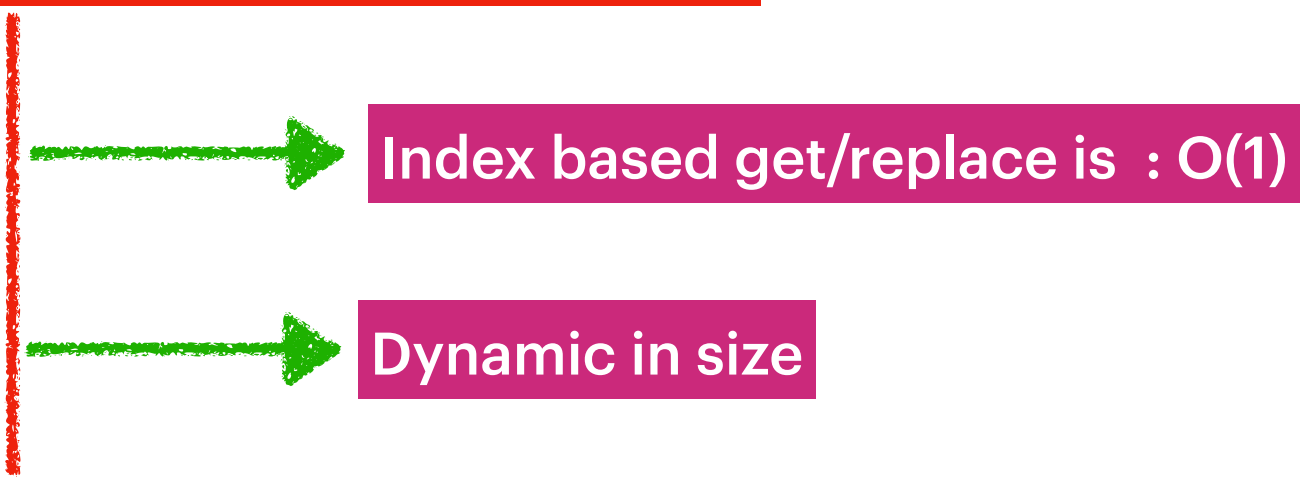 Index based get/replace is : O(1)
Dynamic in size